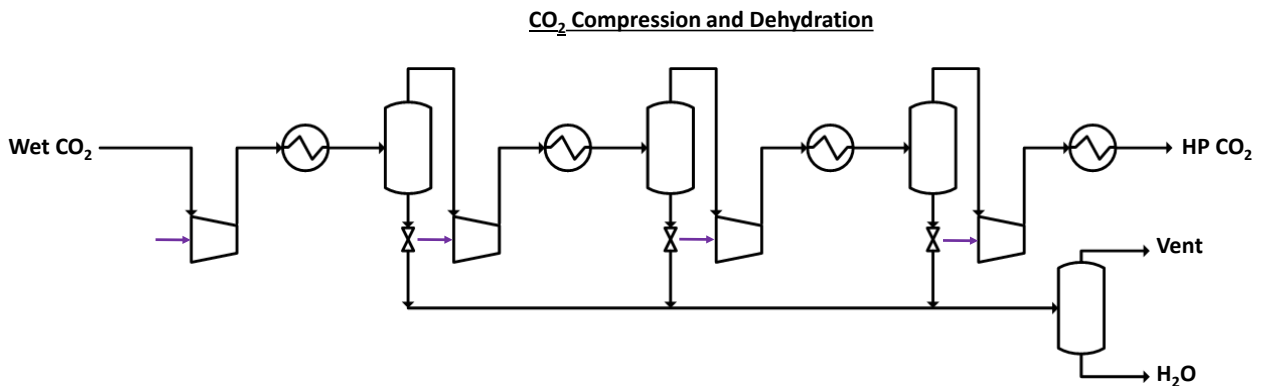 CO₂ Compression and Dehydration
Wet CO₂
HP CO₂
Vent
H₂O